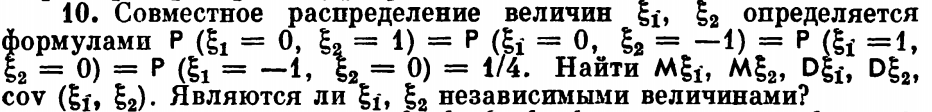 10. Совместное распределение величин ξ₁, ξ₂ определяется
формулами P (ξ₁ = 0, ξ₂ = 1) = P (ξ₁ = 0, ξ₂ = −1) = P (ξ₁ =1,
ξ₂ = 0) = P (ξ₁ = −1, ξ₂ = 0) = 1/4. Найти Mξ₁, Mξ₂, Dξ₁, Dξ₂,
cov (ξ₁, ξ₂). Являются ли ξ₁, ξ₂ независимыми величинами?